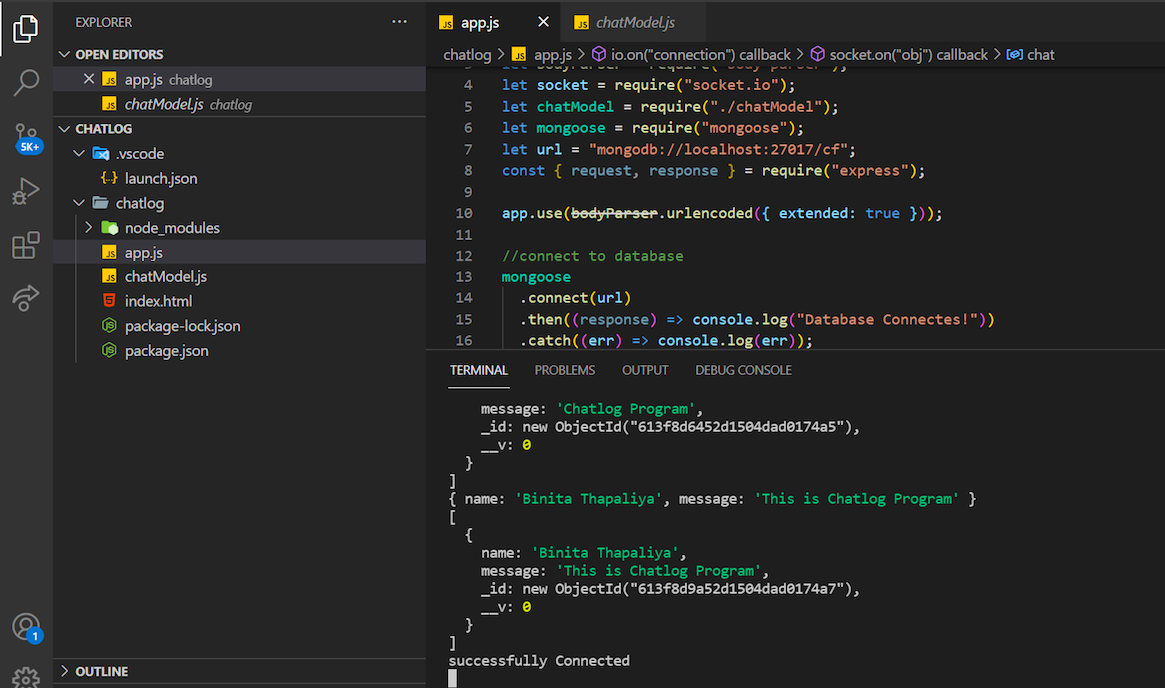 EXPLORER
OPEN EDITORS
app.js chatlog
chatModel.js chatlog
CHATLOG
.vscode
launch.json
chatlog
node_modules
app.js
chatModel.js
index.html
package-lock.json
package.json
OUTLINE
5K+
1
JS app.js
JS chatModel.js
chatlog > JS app.js > io.on("connection") callback > socket.on("obj") callback > chat
4 let socket = require("socket.io");
5 let chatModel = require("./chatModel");
6 let mongoose = require("mongoose");
7 let url = "mongodb://localhost:27017/cf";
8 const { request, response } = require("express");
9
10 app.use(bodyParser.urlencoded({ extended: true }));
11
12 //connect to database
13 mongoose
14 .connect(url)
15 .then((response) => console.log("Database Connectes!"))
16 .catch((err) => console.log(err));
TERMINAL PROBLEMS OUTPUT DEBUG CONSOLE
message: 'Chatlog Program',
_id: new ObjectId("613f8d6452d1504dad0174a5"),
__v: 0
}
]
{ name: 'Binita Thapaliya', message: 'This is Chatlog Program' }
[
{
name: 'Binita Thapaliya',
message: 'This is Chatlog Program',
_id: new ObjectId("613f8d9a52d1504dad0174a7"),
__v: 0
}
]
successfully Connected